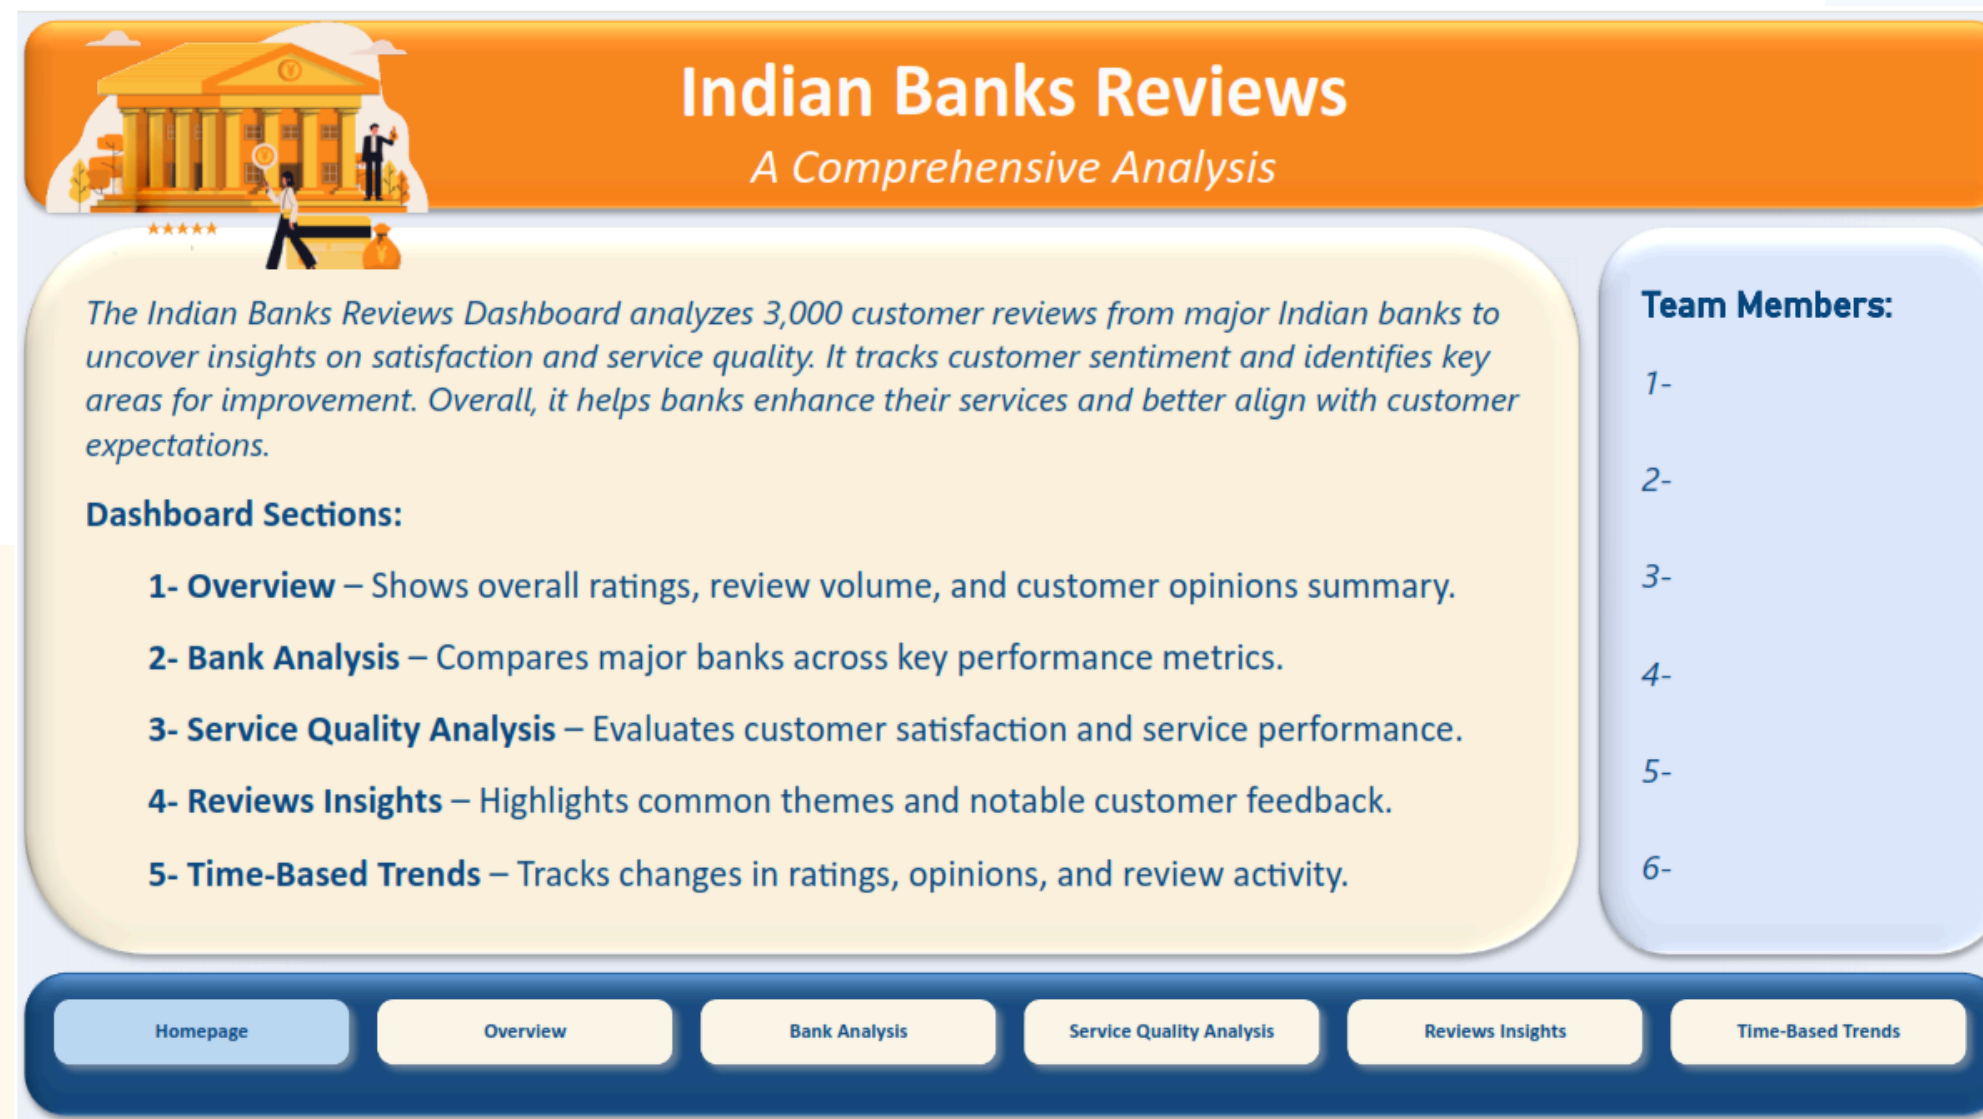 Indian Banks Reviews
A Comprehensive Analysis
The Indian Banks Reviews Dashboard analyzes 3,000 customer reviews from major Indian banks to
uncover insights on satisfaction and service quality. It tracks customer sentiment and identifies key
areas for improvement. Overall, it helps banks enhance their services and better align with customer
expectations.
Dashboard Sections:
1- Overview – Shows overall ratings, review volume, and customer opinions summary.
2- Bank Analysis – Compares major banks across key performance metrics.
3- Service Quality Analysis – Evaluates customer satisfaction and service performance.
4- Reviews Insights – Highlights common themes and notable customer feedback.
5- Time-Based Trends – Tracks changes in ratings, opinions, and review activity.
Team Members:
1-
2-
3-
4-
5-
6-
Homepage
Overview
Bank Analysis
Service Quality Analysis
Reviews Insights
Time-Based Trends